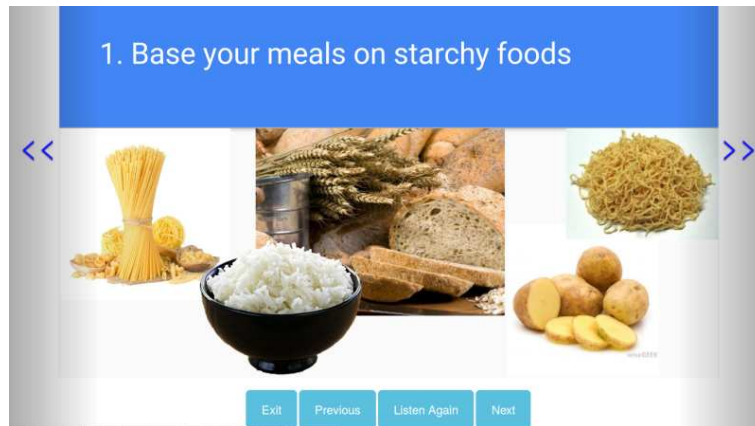 1. Base your meals on starchy foods
<< >>
Exit Previous Listen Again Next